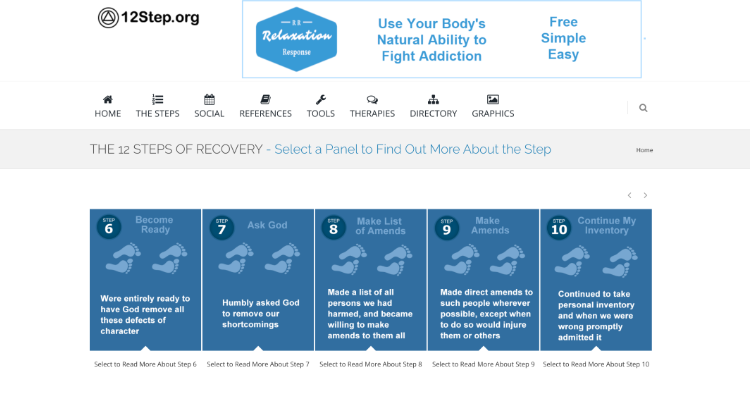 12Step.org
Relaxation
Response
Use Your Body's
Natural Ability to
Fight Addiction
Free
Simple
Easy
HOME
THE STEPS
SOCIAL
REFERENCES
TOOLS
THERAPIES
DIRECTORY
GRAPHICS
THE 12 STEPS OF RECOVERY - Select a Panel to Find Out More About the Step
Home
STEP
6
Become
Ready
Were entirely ready to
have God remove all
these defects of
character
STEP
7
Ask God
Humbly asked God
to remove our
shortcomings
STEP
8
Make List
of Amends
Made a list of all
persons we had
harmed, and became
willing to make
amends to them all
STEP
9
Make
Amends
Made direct amends to
such people wherever
possible, except when
to do so would injure
them or others
STEP
10
Continue My
Inventory
Continued to take
personal inventory
and when we were
wrong promptly
admitted it
Select to Read More About Step 6
Select to Read More About Step 7
Select to Read More About Step 8
Select to Read More About Step 9
Select to Read More About Step 10